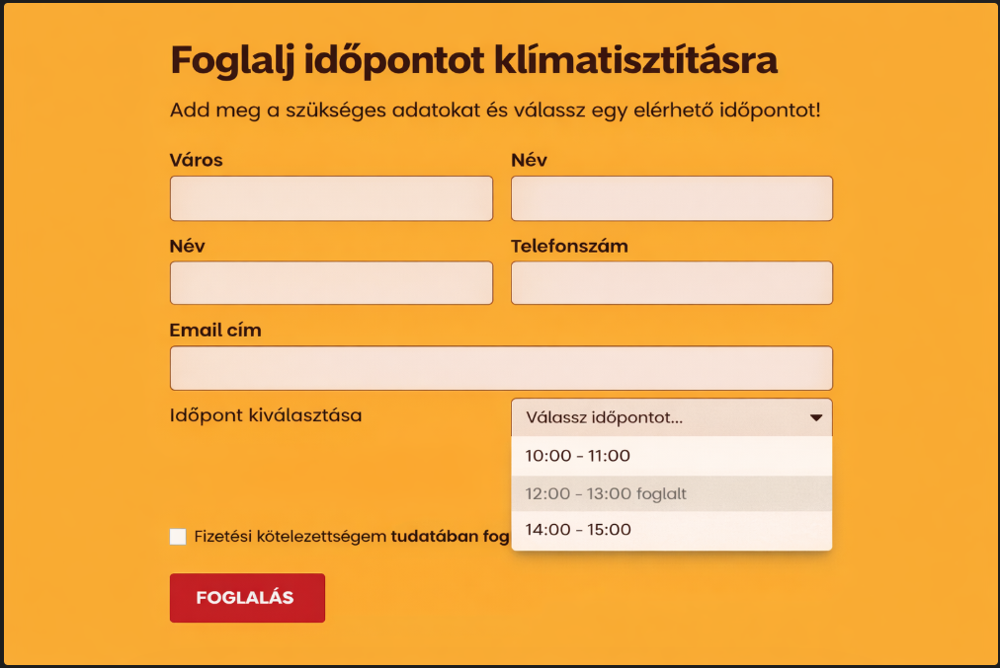 Foglalj időpontot klímatisztításra
Add meg a szükséges adatokat és válassz egy elérhető időpontot!
Város
Név
Név
Telefonszám
Email cím
Időpont kiválasztása
Válassz időpontot...
10:00 - 11:00
12:00 - 13:00 foglalt
14:00 - 15:00
Fizetési kötelezettségem tudatában fog
FOGLALÁS